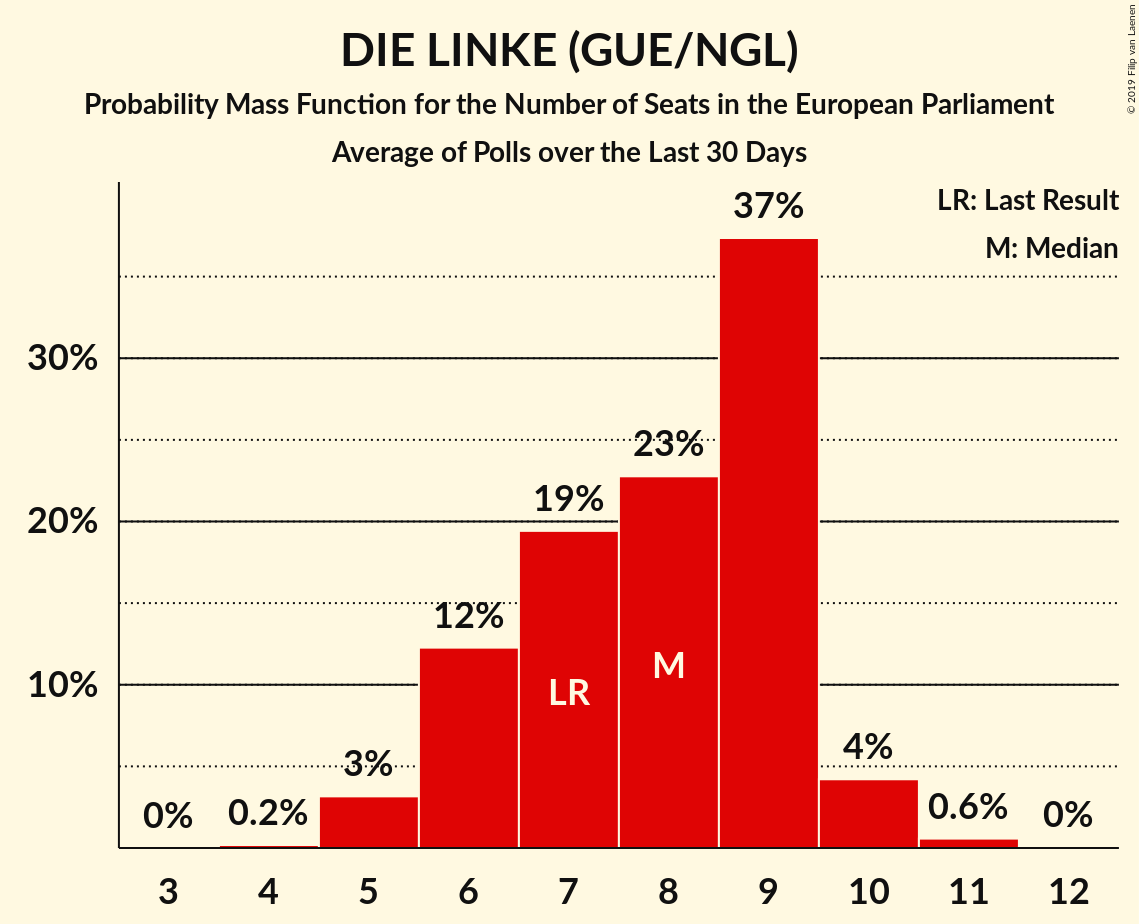 DIE LINKE (GUE/NGL)
Probability Mass Function for the Number of Seats in the European Parliament
Average of Polls over the Last 30 Days
© 2019 Filip van Laenen
LR: Last Result
M: Median
37%
30%
23%
19%
20%
12%
M
LR
10%
3%
4%
0%
0.2%
0.6%
0%
3 4 5 6 7 8 9 10 11 12